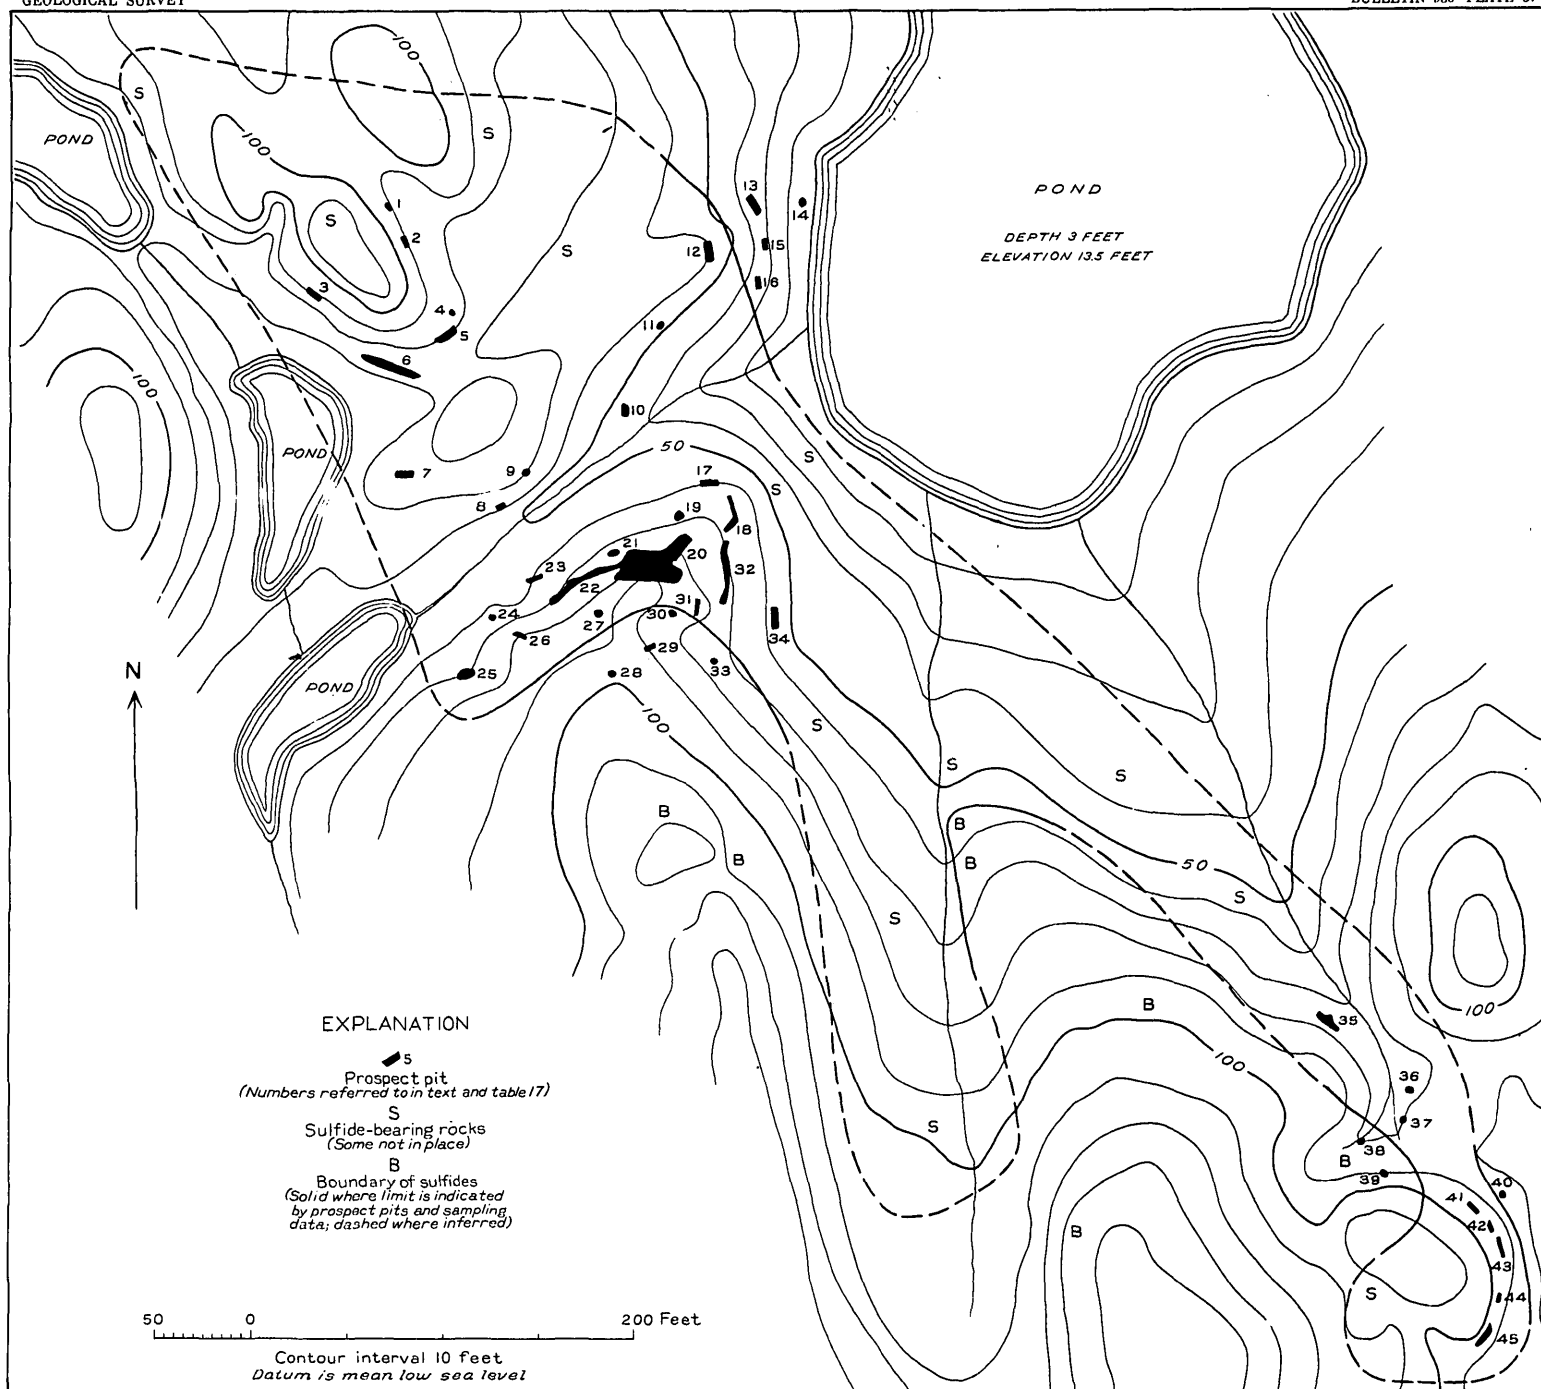 GEOLOGICAL SURVEY
100
S
POND
S
100
POND
DEPTH 3 FEET
ELEVATION 13.5 FEET
13
14
1
S
2
12
15
S
16
3
4
11
5
6
100
10
50
S
POND
7
9
17
S
8
19
18
21
20
23
32
22
31
24
27
30
34
26
29
33
25
28
N
POND
100
S
S
S
B
B
B
B
50
S
S
100
B
100
35
36
S
37
38
B
39
40
41
42
B
43
S
44
45
EXPLANATION
5
Prospect pit
(Numbers referred to in text and table 17)
S
Sulfide-bearing rocks
(Some not in place)
B
Boundary of sulfides
(Solid where limit is indicated
by prospect pits and sampling
data; dashed where inferred)
50 0 200 Feet
Contour interval 10 feet
Datum is mean low sea level